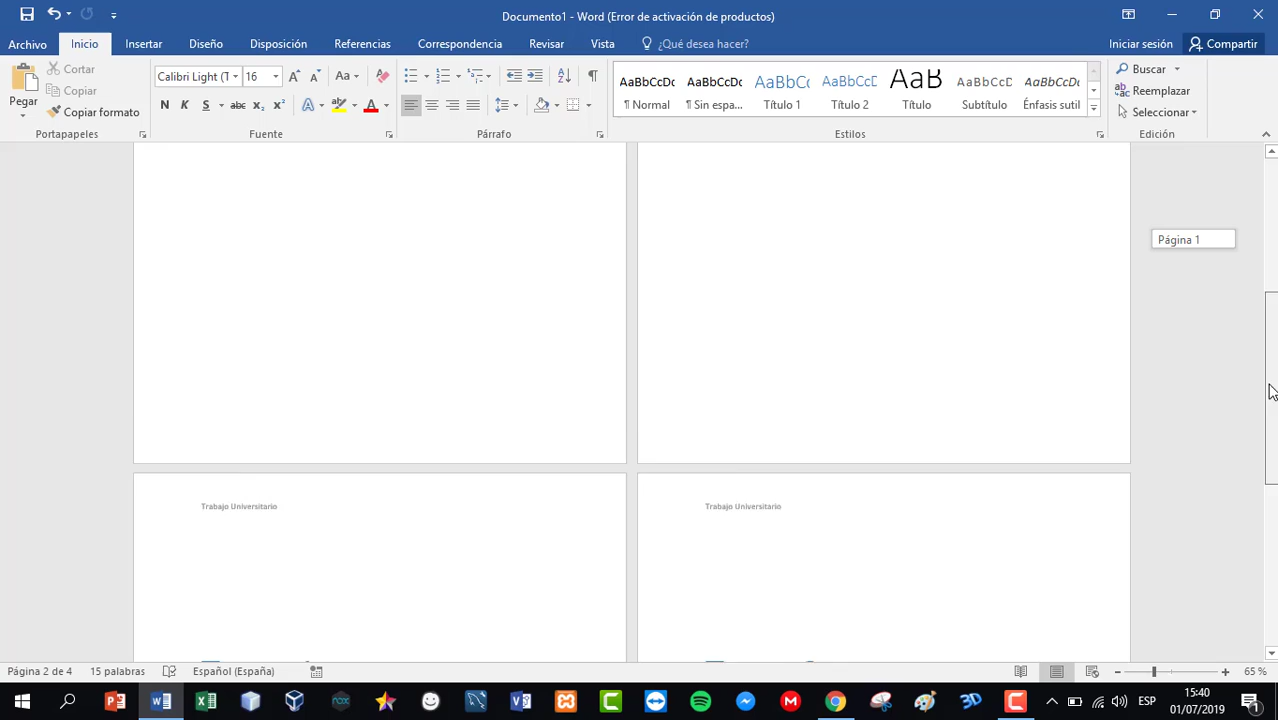 Documento1 - Word (Error de activación de productos)
Archivo Inicio Insertar Diseño Disposición Referencias Correspondencia Revisar Vista ¿Qué desea hacer? Iniciar sesión Compartir
Pegar
Cortar
Copiar
Copiar formato
Portapapeles
Calibri Light (T 16 Aa
N K S abc x₂ x² A A
Fuente
Párrafo
AaBbCcDc AaBbCcDc AaBbCc AaBbCcD AaB AaBbCcD AaBbCcDc
¶ Normal ¶ Sin espa... Título 1 Título 2 Título Subtítulo Énfasis sutil
Estilos
Buscar
Reemplazar
Seleccionar
Edición
Página 1
Trabajo Universitario Trabajo Universitario
Página 2 de 4 15 palabras Español (España) 65 %
ESP 15:40
01/07/2019